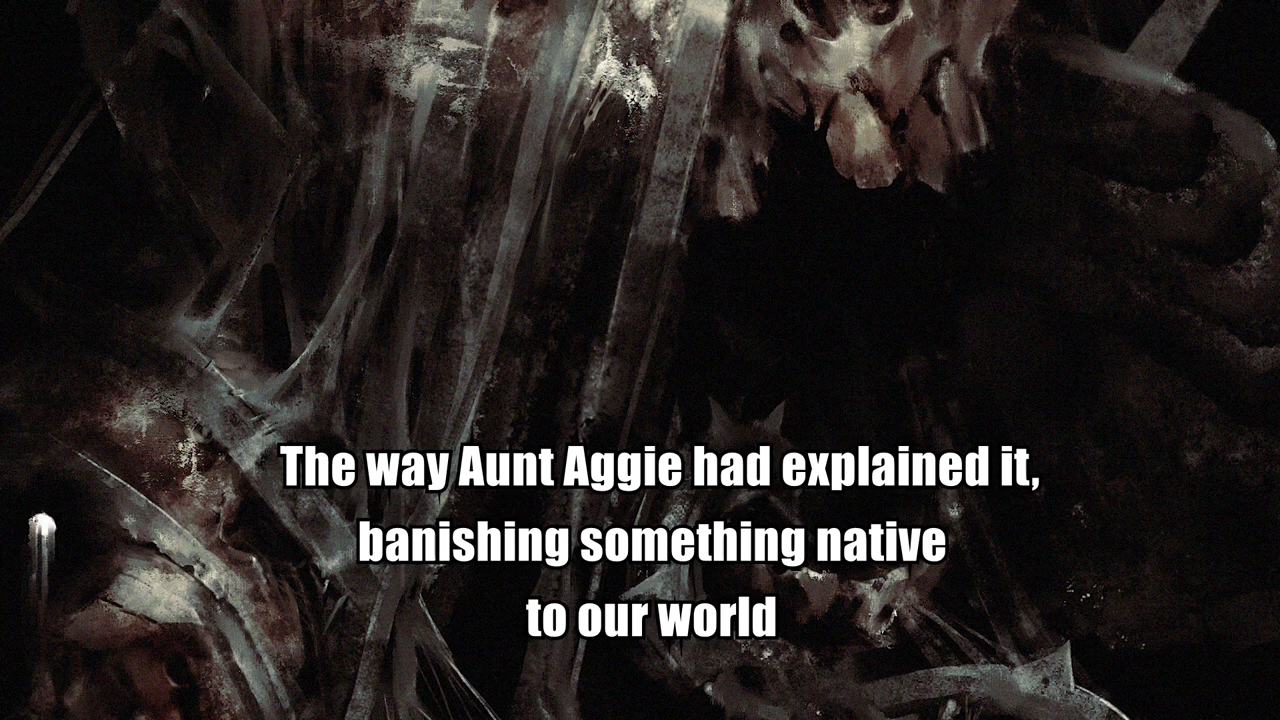 The way Aunt Aggie had explained it,
banishing something native
to our world